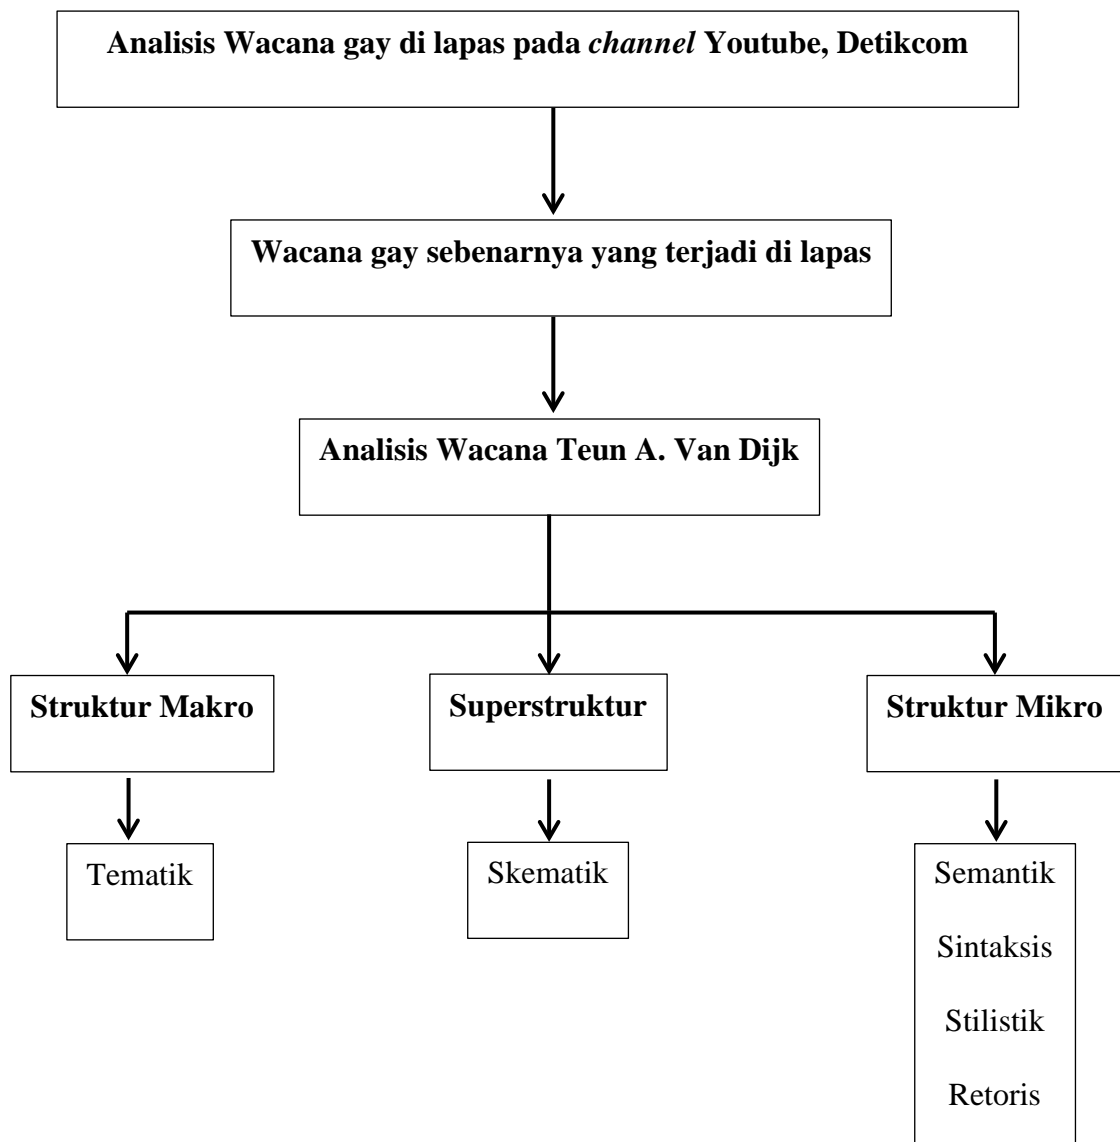 Analisis Wacana gay di lapas pada channel Youtube, Detikcom
Wacana gay sebenarnya yang terjadi di lapas
Analisis Wacana Teun A. Van Dijk
Struktur Makro
Superstruktur
Struktur Mikro
Tematik
Skematik
Semantik
Sintaksis
Stilistik
Retoris